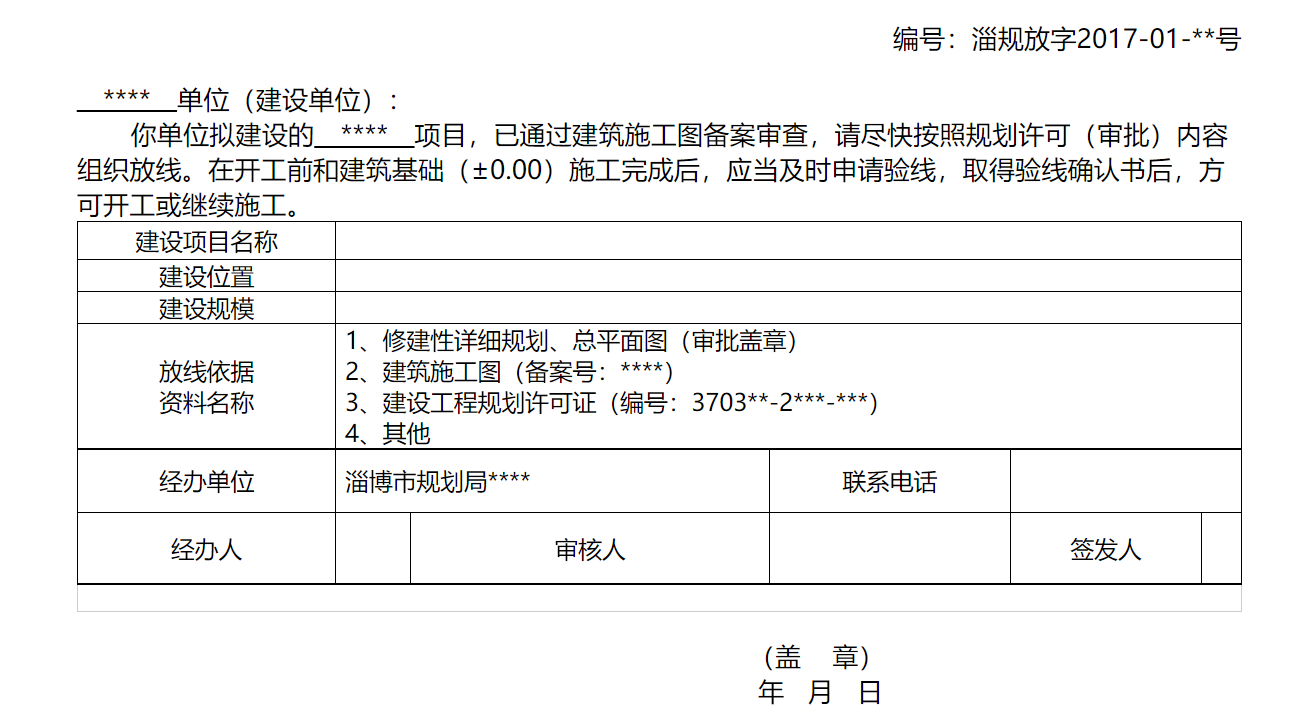 编号：淄规放字2017-01-**号
****  单位（建设单位）：
你单位拟建设的  ****  项目，已通过建筑施工图备案审查，请尽快按照规划许可（审批）内容
组织放线。在开工前和建筑基础（±0.00）施工完成后，应当及时申请验线，取得验线确认书后，方
可开工或继续施工。
建设项目名称
建设位置
建设规模
放线依据
资料名称
1、修建性详细规划、总平面图（审批盖章）
2、建筑施工图（备案号：****）
3、建设工程规划许可证（编号：3703**-2***-***）
4、其他
经办单位 淄博市规划局**** 联系电话
经办人 审核人 签发人
（盖 章）
年 月 日